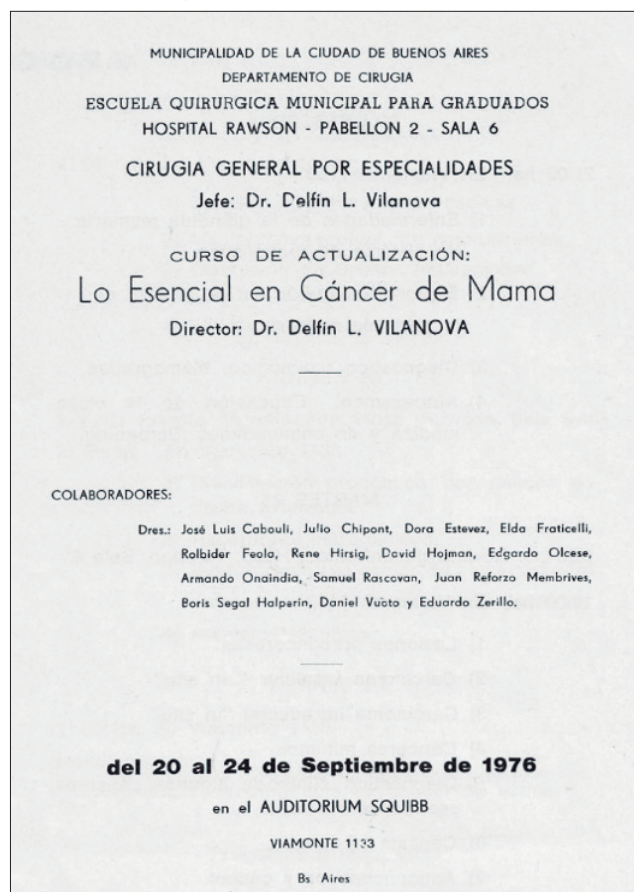 MUNICIPALIDAD DE LA CIUDAD DE BUENOS AIRES
DEPARTAMENTO DE CIRUGIA
ESCUELA QUIRURGICA MUNICIPAL PARA GRADUADOS
HOSPITAL RAWSON - PABELLON 2 - SALA 6
CIRUGIA GENERAL POR ESPECIALIDADES
Jefe: Dr. Delfín L. Vilanova
CURSO DE ACTUALIZACIÓN:
Lo Esencial en Cáncer de Mama
Director: Dr. Delfín L. VILANOVA
COLABORADORES:
Dres.: José Luis Cabouli, Julio Chipont, Dora Estevez, Elda Fraticelli,
Rolbider Feola, Rene Hirsig, David Hojman, Edgardo Olcese,
Armando Onaindia, Samuel Rascovan, Juan Reforzo Membrives,
Boris Segal Halperin, Daniel Vuoto y Eduardo Zerillo.
del 20 al 24 de Septiembre de 1976
en el AUDITORIUM SQUIBB
VIAMONTE
Bs. Aires